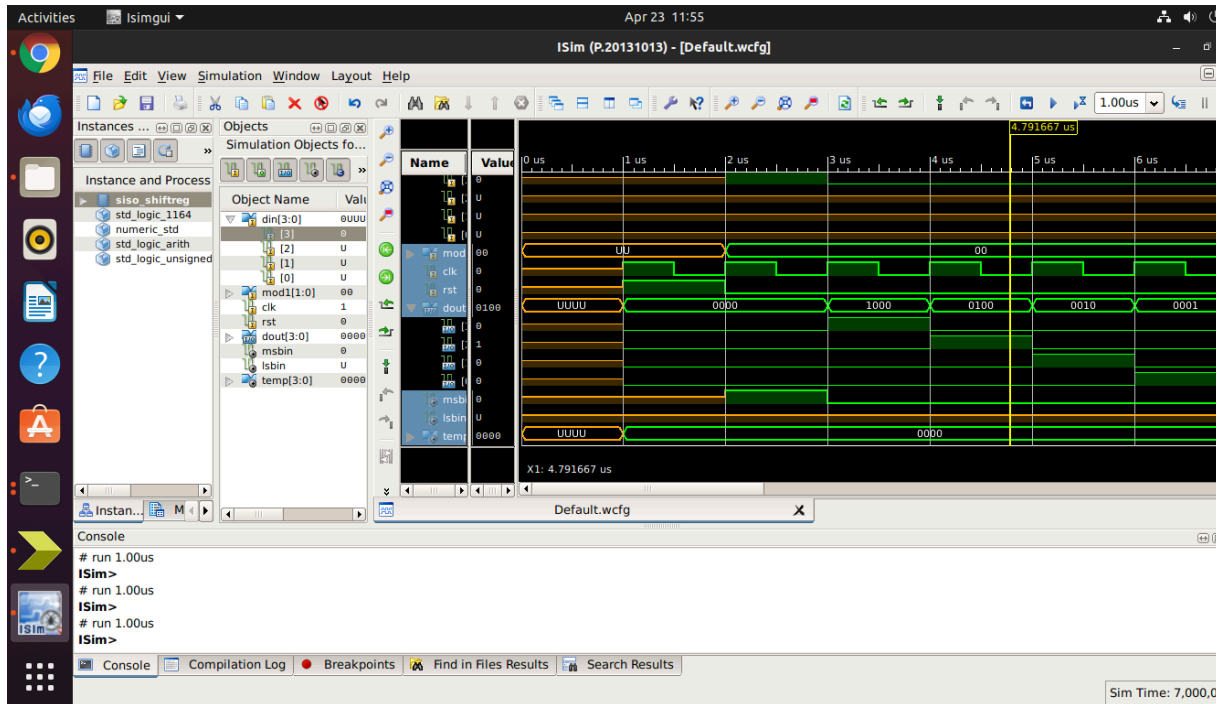 Activities Isimgui Apr 23 11:55
ISim (P.20131013) - [Default.wcfg]
File Edit View Simulation Window Layout Help
1.00us
Instances ...
Instance and Process
siso_shiftreg
std_logic_1164
numeric_std
std_logic_arith
std_logic_unsigned
Instan... M
Objects
Simulation Objects fo...
Object Name Valu
din[3:0] 0UUU
[3] 0
[2] U
[1] U
[0] U
mod1[1:0] 00
clk 1
rst 0
dout[3:0] 0000
msbin 0
lsbin U
temp[3:0] 0000
Name Value
[ 0
[ U
[ U
[ U
mod 00
clk 0
rst 0
dout 0100
[ 0
[ 1
[ 0
[ 0
msbi 0
lsbin U
temp 0000
4.791667 us
0 us 1 us 2 us 3 us 4 us 5 us 6 us
UU 00
UUUU 0000 1000 0100 0010 0001
UUUU 0000
X1: 4.791667 us
Default.wcfg
Console
# run 1.00us
ISim>
# run 1.00us
ISim>
# run 1.00us
ISim>
Console Compilation Log Breakpoints Find in Files Results Search Results
Sim Time: 7,000,0
ISim